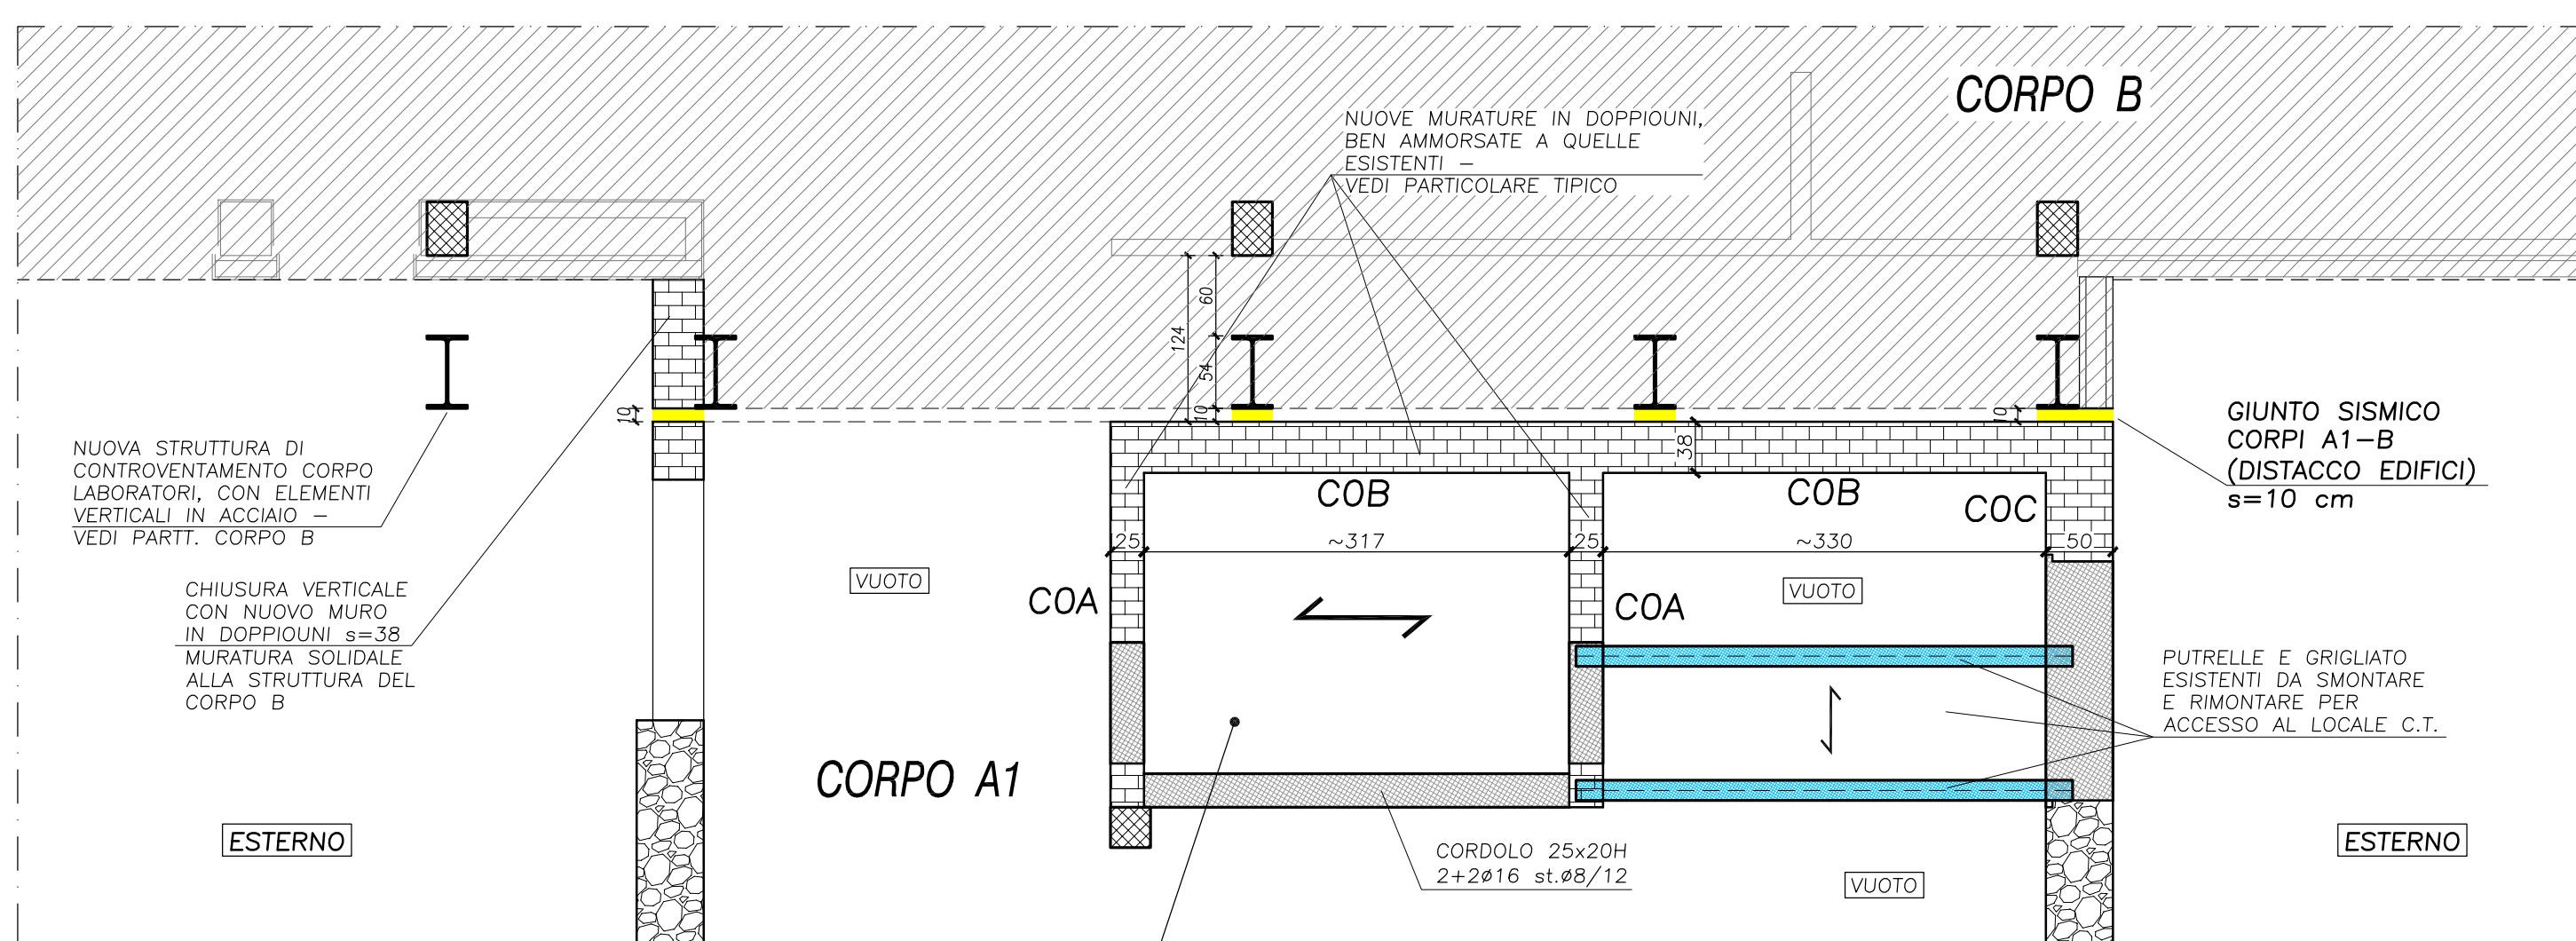 CORPO B
NUOVE MURATURE IN DOPPIOUNI,
BEN AMMORSATE A QUELLE
ESISTENTI –
VEDI PARTICOLARE TIPICO
60
124
54
10
10
10
38
GIUNTO SISMICO
CORPI A1–B
(DISTACCO EDIFICI)
s=10 cm
NUOVA STRUTTURA DI
CONTROVENTAMENTO CORPO
LABORATORI, CON ELEMENTI
VERTICALI IN ACCIAIO –
VEDI PARTT. CORPO B
COB
COB
COC
25
~317
25
~330
50
VUOTO
VUOTO
CHIUSURA VERTICALE
CON NUOVO MURO
IN DOPPIOUNI s=38
MURATURA SOLIDALE
ALLA STRUTTURA DEL
CORPO B
COA
COA
PUTRELLE E GRIGLIATO
ESISTENTI DA SMONTARE
E RIMONTARE PER
ACCESSO AL LOCALE C.T.
CORPO A1
ESTERNO
ESTERNO
CORDOLO 25x20H
2+2ø16 st.ø8/12
VUOTO